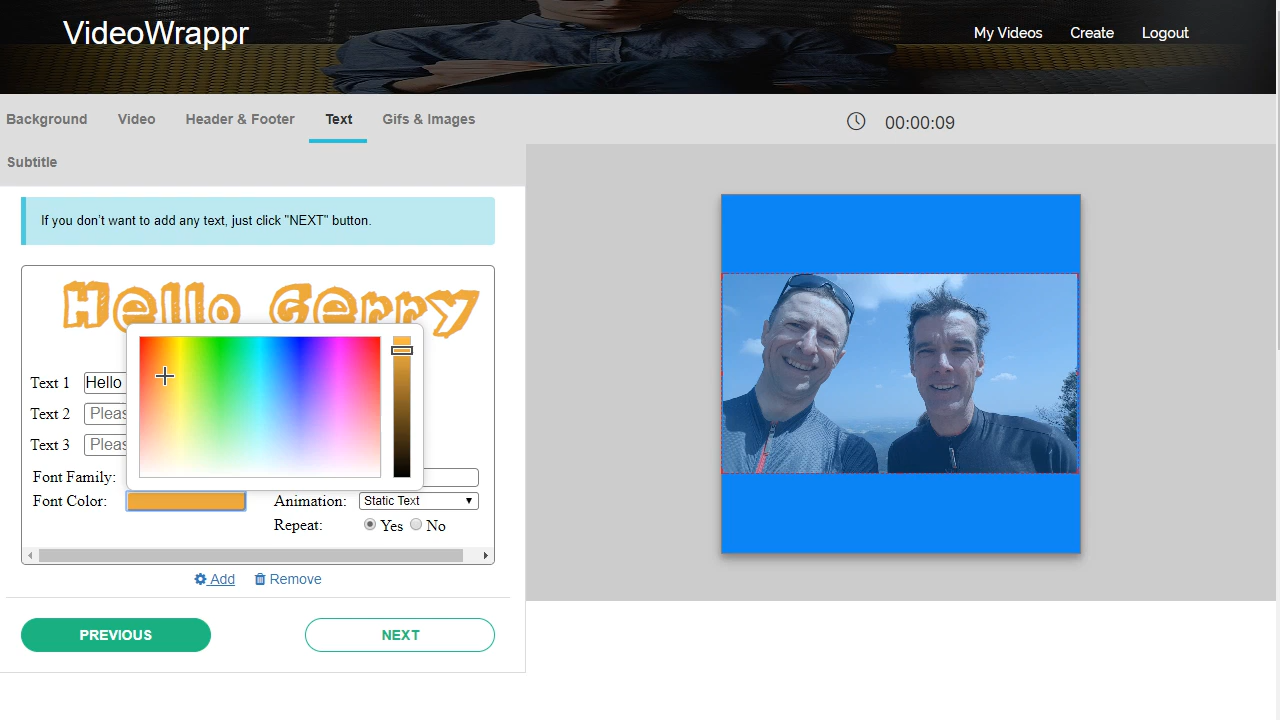 VideoWrappr
My Videos Create Logout
Background Video Header & Footer Text Gifs & Images
00:00:09
Subtitle
If you don't want to add any text, just click "NEXT" button.
Hello Gerry
Text 1 Hello
Text 2 Pleas
Text 3 Pleas
Font Family:
Font Color: Animation: Static Text
Repeat: Yes No
Add Remove
PREVIOUS NEXT